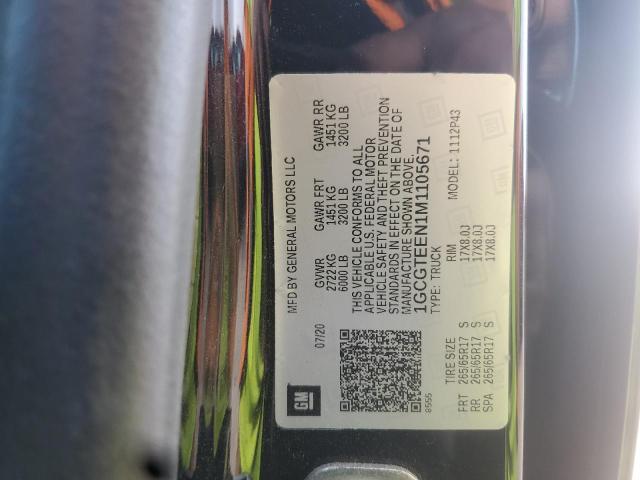 GM
07/20
MFD BY GENERAL MOTORS LLC
GVWR GAWR FRT GAWR RR
2722 KG 1451 KG 1451 KG
6000 LB 3200 LB 3200 LB
THIS VEHICLE CONFORMS TO ALL
APPLICABLE U.S. FEDERAL MOTOR
VEHICLE SAFETY AND THEFT PREVENTION
STANDARDS IN EFFECT ON THE DATE OF
MANUFACTURE SHOWN ABOVE.
1GCGTEEN1M1105671
8555 TYPE: TRUCK MODEL: 1112P43
TIRE SIZE RIM
FRT 265/65R17 S 17X8.0J
RR 265/65R17 S 17X8.0J
SPA 265/65R17 S 17X8.0J